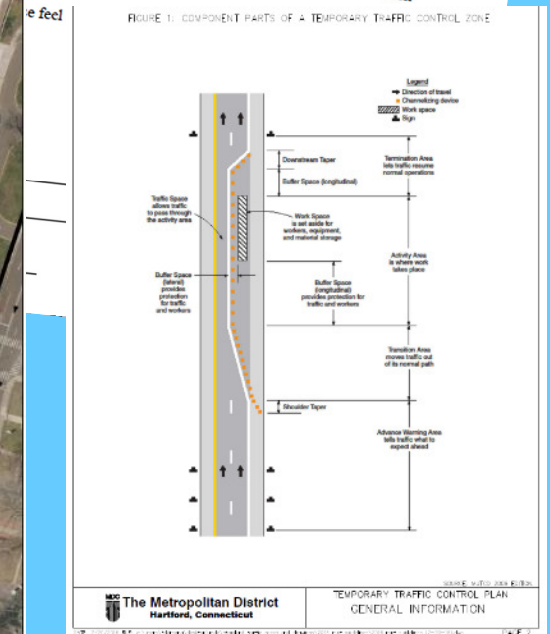 e feel
FIGURE 1: COMPONENT PARTS OF A TEMPORARY TRAFFIC CONTROL ZONE
Legend
Direction of travel
Channelizing device
Work space
Sign
Downstream Taper
Termination Area
lets traffic resume
normal operations
Buffer Space (longitudinal)
Traffic Space
allows traffic
to pass through
the activity area
Work Space
is set aside for
workers, equipment,
and material storage
Activity Area
is where work
takes place
Buffer Space
(lateral)
provides
protection
for traffic
and workers
Buffer Space
(longitudinal)
provides protection for
traffic and workers
Transition Area
moves traffic out
of its normal path
Shoulder Taper
Advance Warning Area
tells traffic what to
expect ahead
SOURCE: MUTCD 2009 EDITION
MDC
The Metropolitan District
Hartford, Connecticut
TEMPORARY TRAFFIC CONTROL PLAN
GENERAL INFORMATION